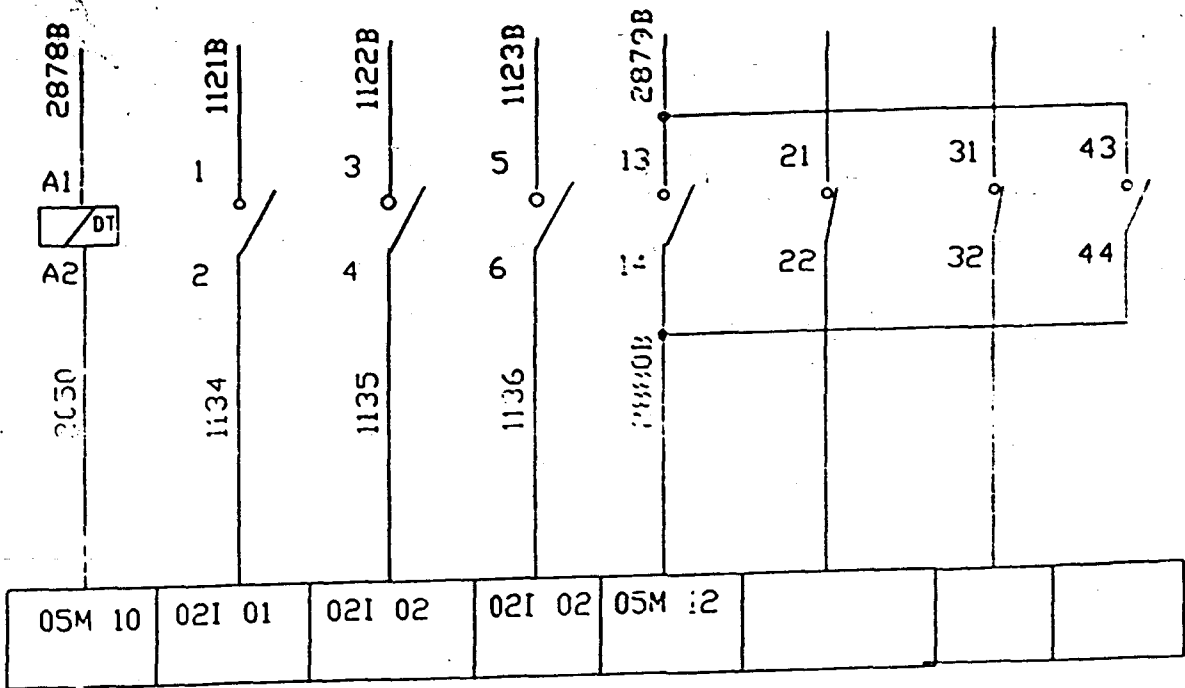 2878B 1121B 1122B 1123B 2879B
A1 1 3 5 13 21 31 43
DT
A2 2 4 6 22 32 44
1134 1135 1136
05M 10 02I 01 02I 02 02I 02 05M